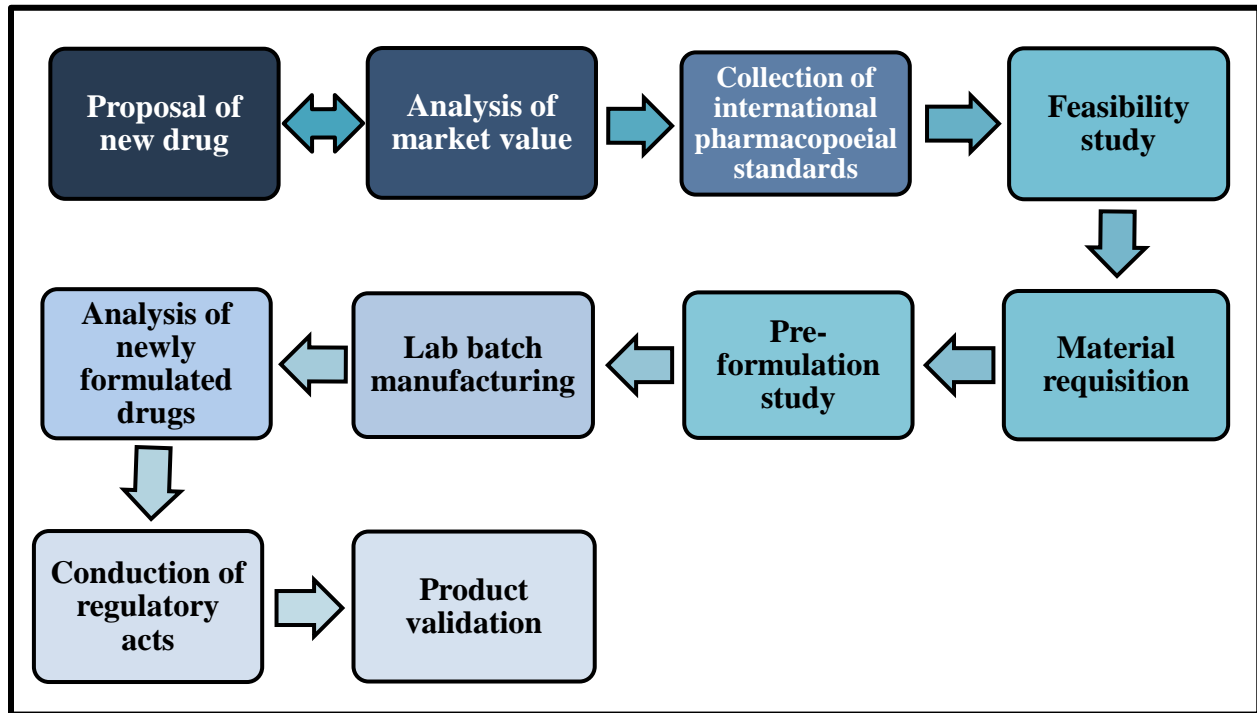 Proposal of
new drug
Analysis of
market value
Collection of
international
pharmacopoeial
standards
Feasibility
study
Material
requisition
Pre-
formulation
study
Lab batch
manufacturing
Analysis of
newly
formulated
drugs
Conduction of
regulatory
acts
Product
validation